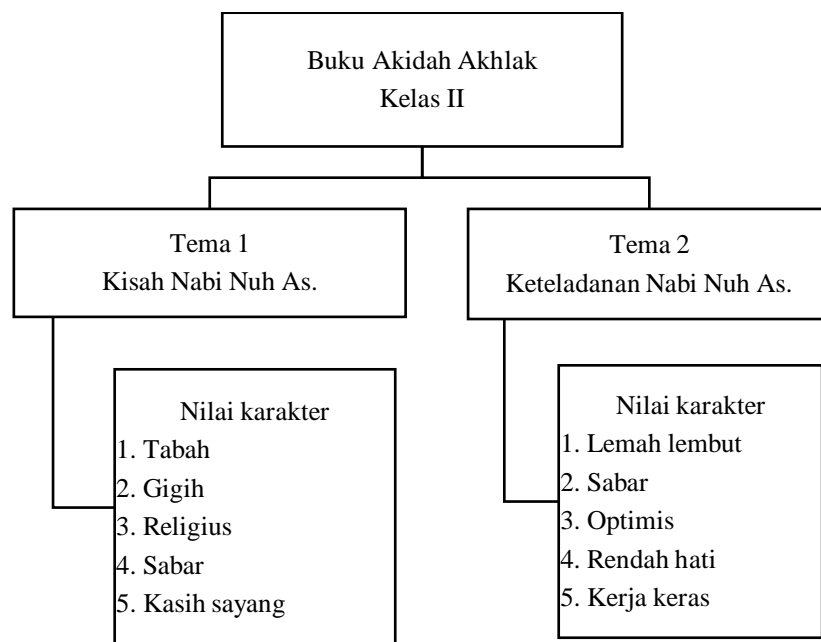 Buku Akidah Akhlak
Kelas II
Tema 1
Kisah Nabi Nuh As.
Tema 2
Keteladanan Nabi Nuh As.
Nilai karakter
1. Tabah
2. Gigih
3. Religius
4. Sabar
5. Kasih sayang
Nilai karakter
1. Lemah lembut
2. Sabar
3. Optimis
4. Rendah hati
5. Kerja keras